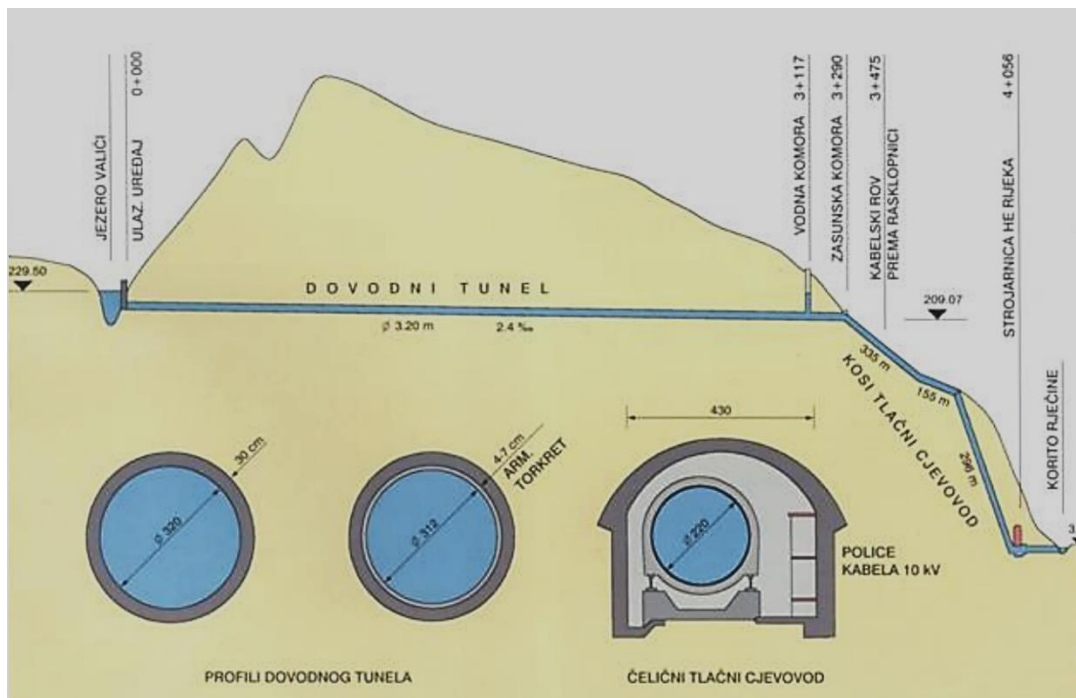 JEZERO VALIĆI
0 + 000
ULAZ. UREĐAJ
VODNA KOMORA 3 + 117
ZASUNSKA KOMORA 3 + 290
KABELSKI ROV 3 + 475
PREMA RASKLOPNICI
STROJARNICA HE RIJEKA 4 + 056
KORITO RJEČINE
229.50
DOVODNI TUNEL
Ø 3.20 m 2.4 ‰
209.07
335 m
155 m
296 m
KOSI TLAČNI CJEVOVOD
30 cm
Ø 320
4-7 cm
ARM.
TORKRET
Ø 312
430
Ø 220
POLICE
KABELA 10 kV
PROFILI DOVODNOG TUNELA
ČELIČNI TLAČNI CJEVOVOD